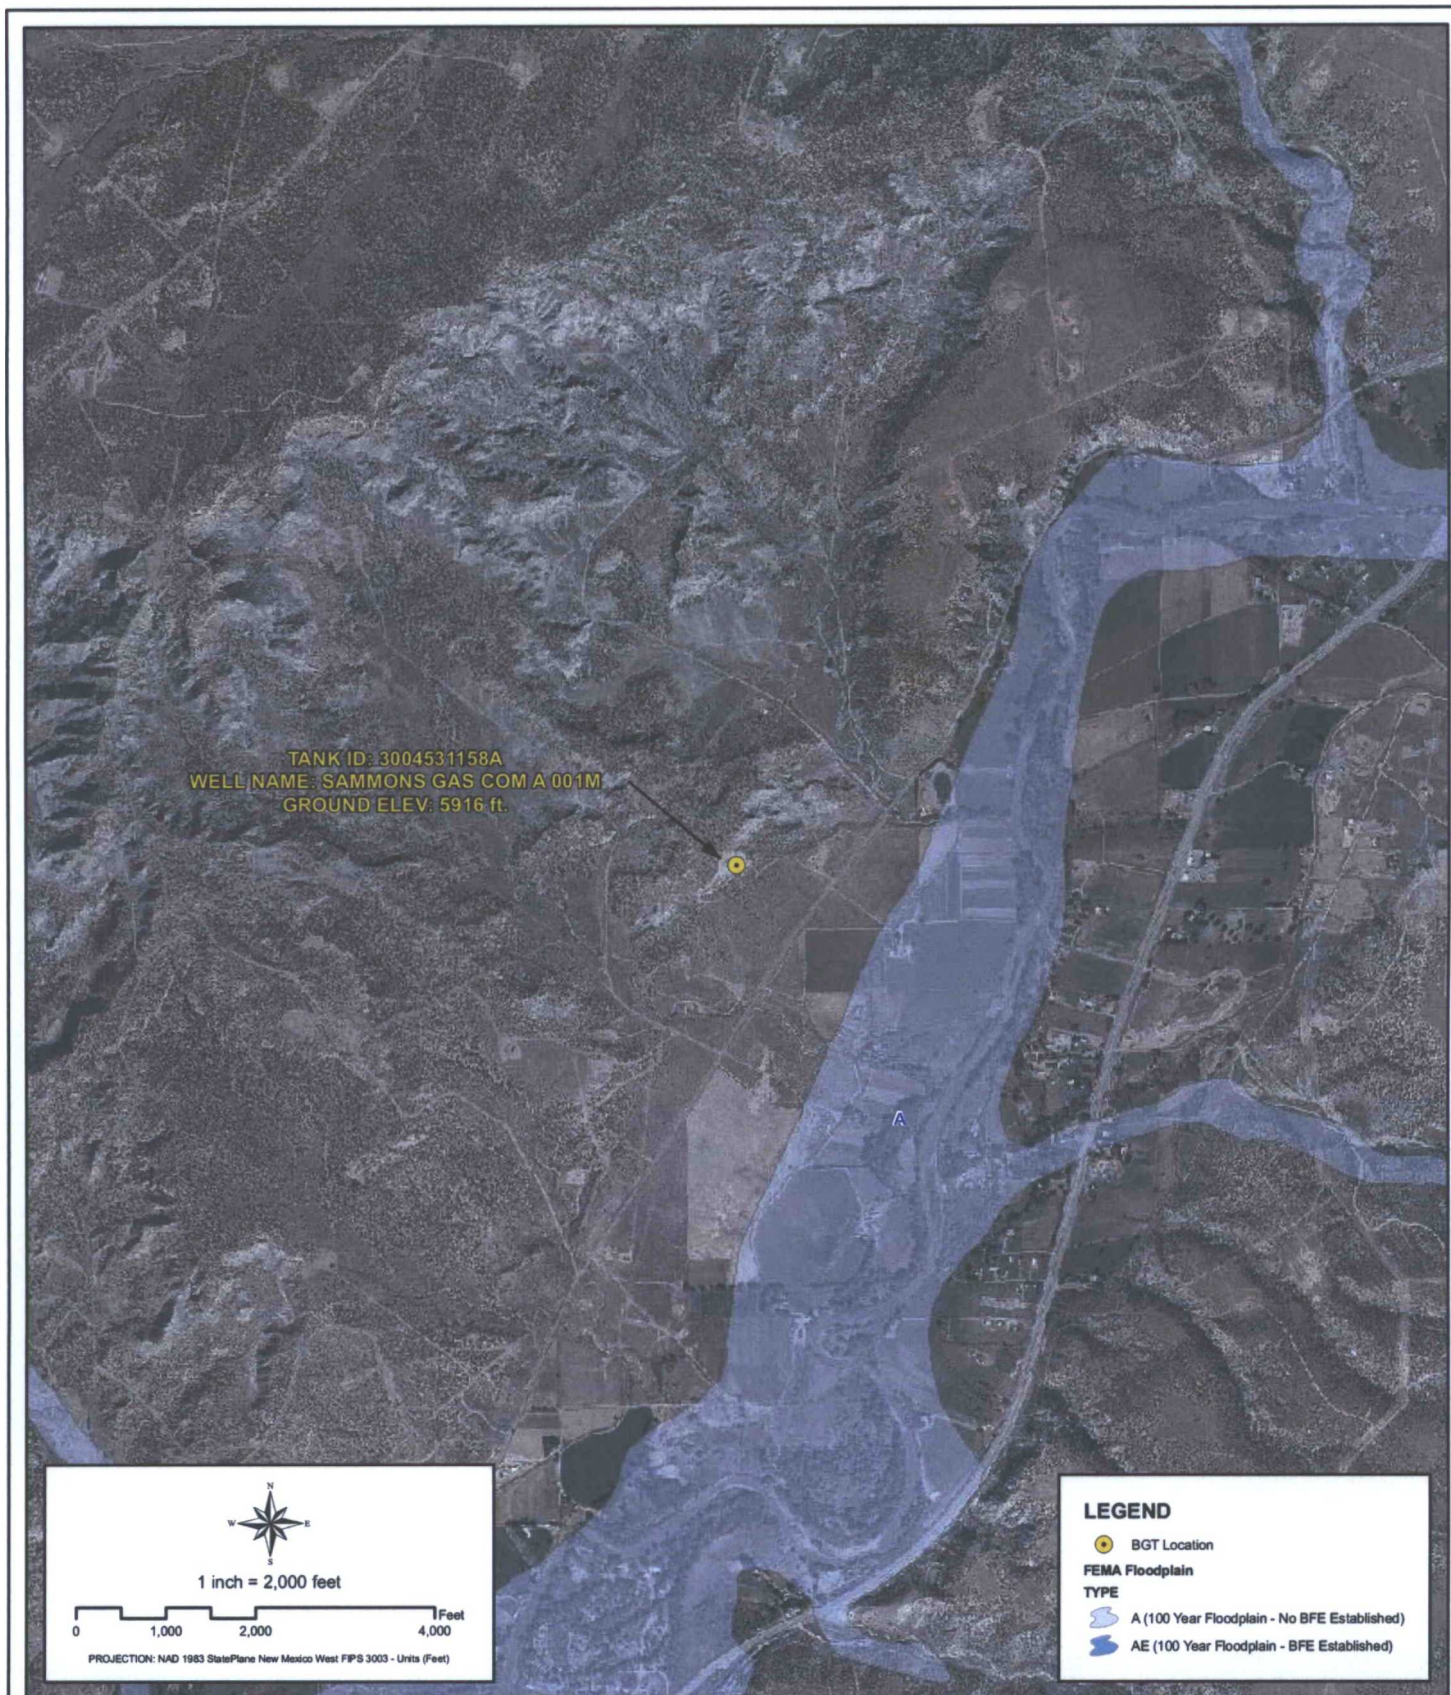 TANK ID: 3004531158A
WELL NAME: SAMMONS GAS COM A 001M
GROUND ELEV: 5916 ft.
A
N
W E
S
1 inch = 2,000 feet
Feet
0 1,000 2,000 4,000
PROJECTION: NAD 1983 StatePlane New Mexico West FIPS 3003 - Units (Feet)
LEGEND
BGT Location
FEMA Floodplain
TYPE
A (100 Year Floodplain - No BFE Established)
AE (100 Year Floodplain - BFE Established)